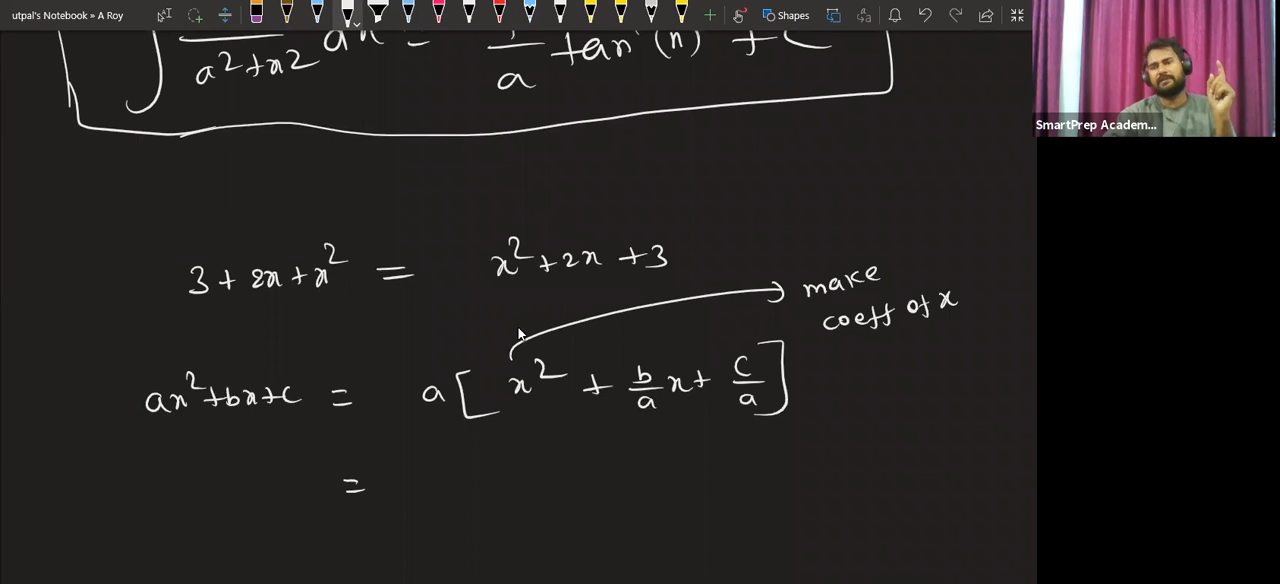 utpal's Notebook » A Roy
Shapes
SmartPrep Academ...
∫ a²+x² dx = 1/a tan⁻¹(x) + C
3 + 2x + x² = x² + 2x + 3
make
coeff of x
ax²+bx+c = a[x² + b/a x + c/a]
=